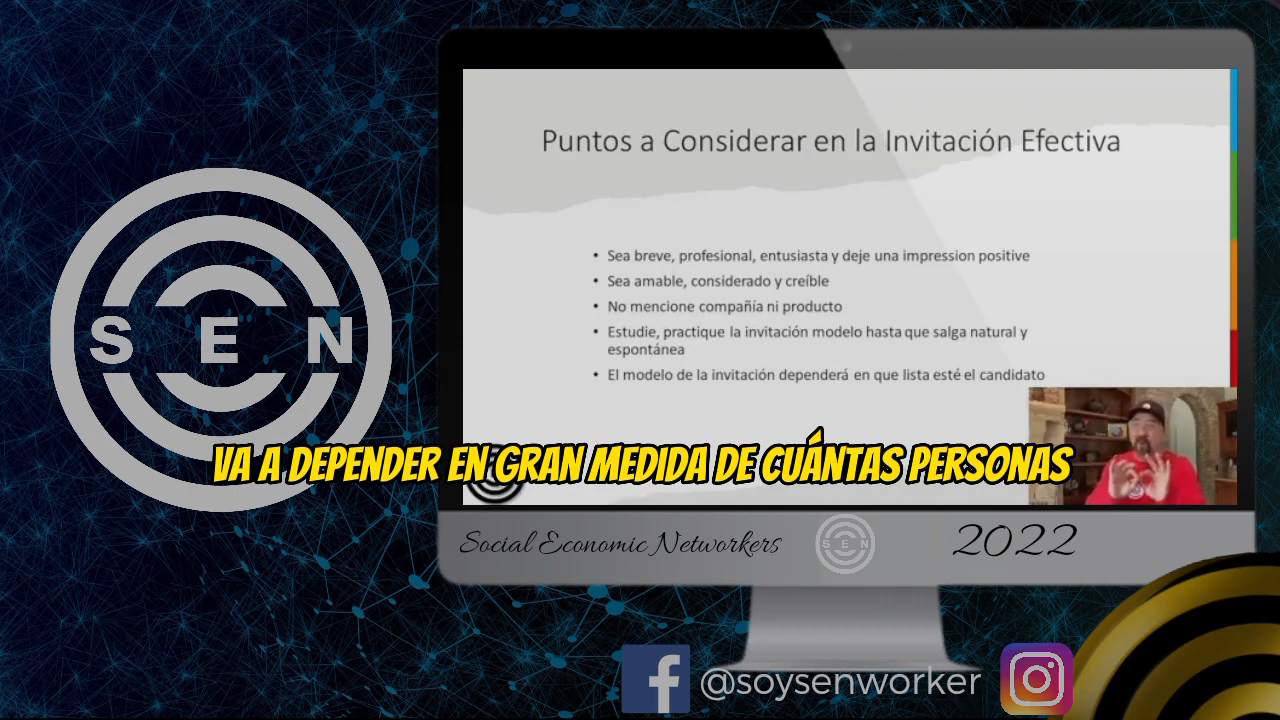 Puntos a Considerar en la Invitación Efectiva
• Sea breve, profesional, entusiasta y deje una impression positive
• Sea amable, considerado y creíble
• No mencione compañía ni producto
• Estudie, practique la invitación modelo hasta que salga natural y
espontánea
• El modelo de la invitación dependerá en que lista esté el candidato
S E N
VA A DEPENDER EN GRAN MEDIDA DE CUÁNTAS PERSONAS
Social Economic Networkers
S E N
2022
@soysenworker